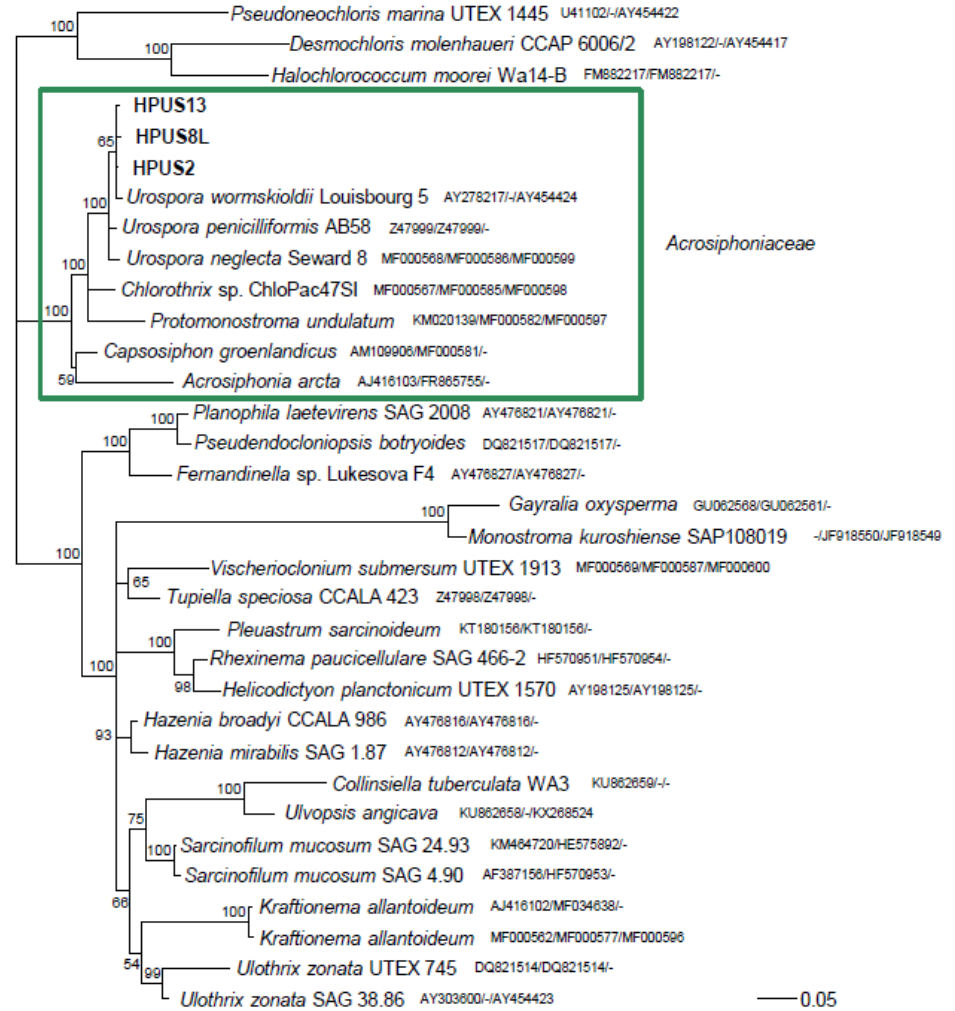 Pseudoneochloris marina UTEX 1445 U41102/-/AY454422
100
Desmochloris molenhaueri CCAP 6006/2 AY198122/-/AY454417
100
Halochlorococcum moorei Wa14-B FM882217/FM882217/-
HPUS13
65
HPUS8L
HPUS2
Urospora wormskioldii Louisbourg 5 AY278217/-/AY454424
100
Urospora penicilliformis AB58 Z47999/Z47999/-
Acrosiphoniaceae
Urospora neglecta Seward 8 MF000568/MF000586/MF000599
100
Chlorothrix sp. ChloPac47SI MF000567/MF000585/MF000598
100
Protomonostroma undulatum KM020139/MF000582/MF000597
Capsosiphon groenlandicus AM109906/MF000581/-
59
Acrosiphonia arcta AJ416103/FR865755/-
Planophila laetevirens SAG 2008 AY476821/AY476821/-
100
Pseudendocloniopsis botryoides DQ821517/DQ821517/-
100
Fernandinella sp. Lukesova F4 AY476827/AY476827/-
Gayralia oxysperma GU062568/GU062561/-
100
Monostroma kuroshiense SAP108019 -/JF918550/JF918549
100
Vischerioclonium submersum UTEX 1913 MF000569/MF000587/MF000600
65
Tupiella speciosa CCALA 423 Z47998/Z47998/-
Pleuastrum sarcinoideum KT180156/KT180156/-
100
Rhexinema paucicellulare SAG 466-2 HF570951/HF570954/-
100
98
Helicodictyon planctonicum UTEX 1570 AY198125/AY198125/-
Hazenia broadyi CCALA 986 AY476816/AY476816/-
93
Hazenia mirabilis SAG 1.87 AY476812/AY476812/-
Collinsiella tuberculata WA3 KU862659/-/-
100
Ulvopsis angicava KU862658/-/KX268524
75
Sarcinofilum mucosum SAG 24.93 KM464720/HE575892/-
100
Sarcinofilum mucosum SAG 4.90 AF387156/HF570953/-
66
Kraftionema allantoideum AJ416102/MF034638/-
100
Kraftionema allantoideum MF000562/MF000577/MF000596
54
Ulothrix zonata UTEX 745 DQ821514/DQ821514/-
99
Ulothrix zonata SAG 38.86 AY303600/-/AY454423
0.05